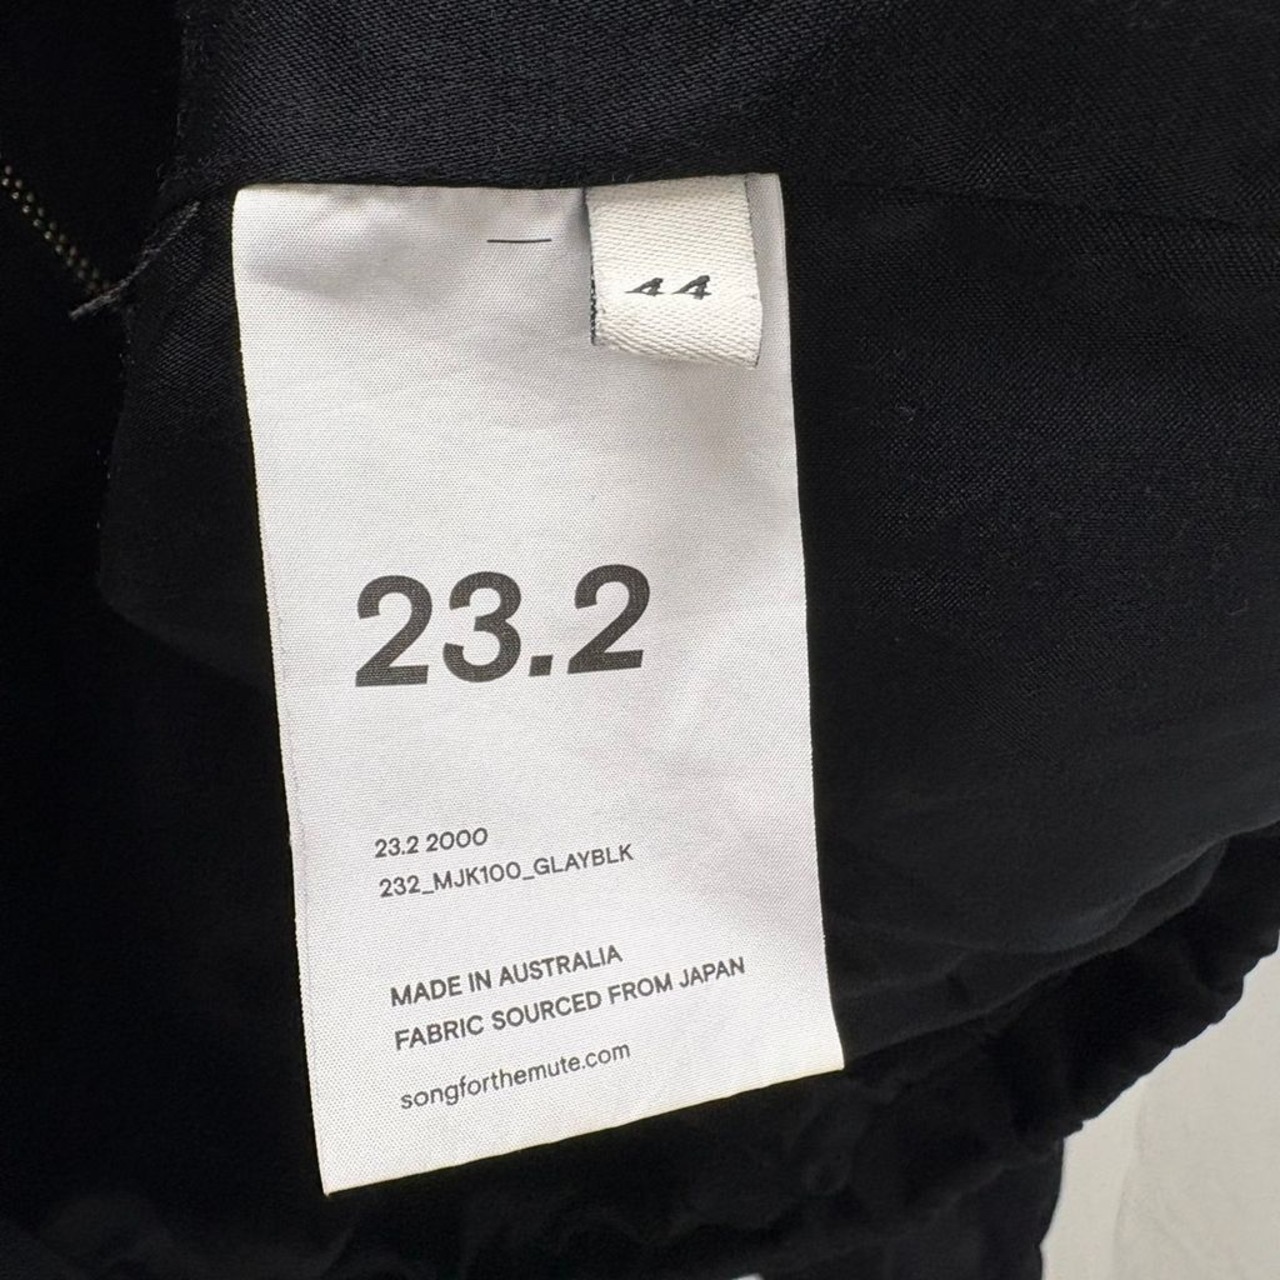 44
23.2
23.2 2000
232_MJK100_GLAYBLK
MADE IN AUSTRALIA
FABRIC SOURCED FROM JAPAN
songforthemute.com